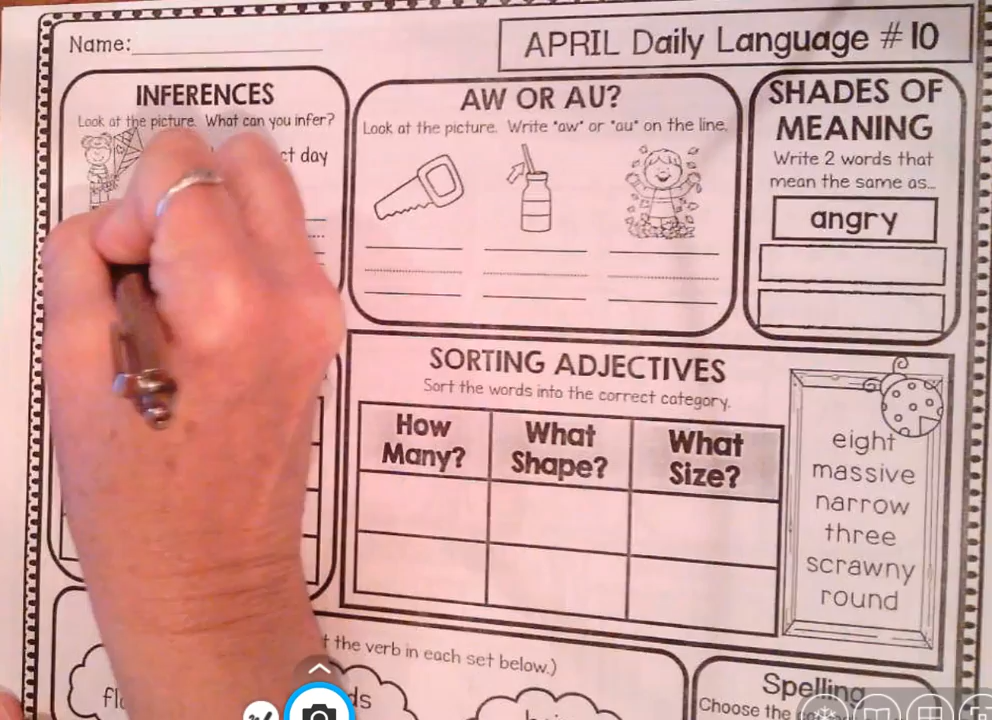 Name:
APRIL Daily Language #10
INFERENCES
Look at the picture. What can you infer?
ct day
AW OR AU?
Look at the picture. Write "aw" or "au" on the line.
SHADES OF
MEANING
Write 2 words that
mean the same as...
angry
SORTING ADJECTIVES
Sort the words into the correct category.
How
Many?
What
Shape?
What
Size?
eight
massive
narrow
three
scrawny
round
t the verb in each set below.)
fl
ds
Spelling
Choose the